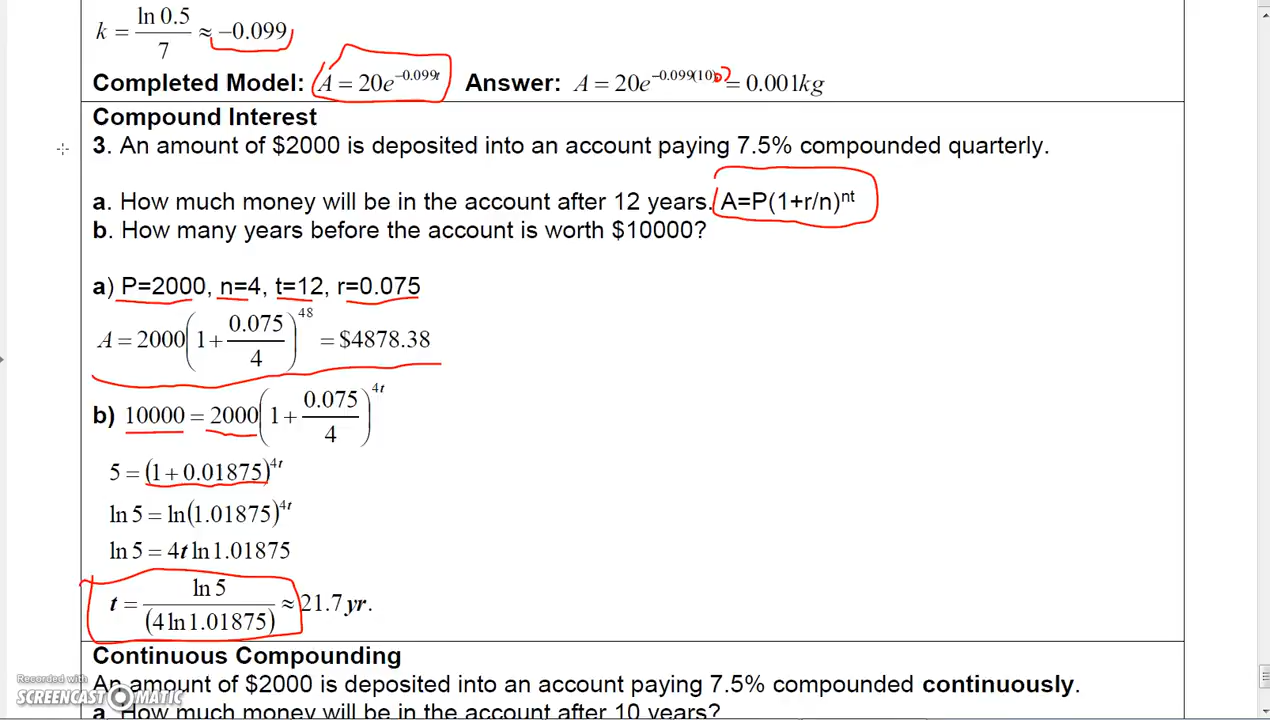 k = ln 0.5 / 7 ≈ −0.099
Completed Model: A = 20e^(−0.099t) Answer: A = 20e^(−0.099(100)) = 0.001kg
Compound Interest
3. An amount of $2000 is deposited into an account paying 7.5% compounded quarterly.
a. How much money will be in the account after 12 years. A=P(1+r/n)^nt
b. How many years before the account is worth $10000?
a) P=2000, n=4, t=12, r=0.075
A = 2000(1 + 0.075/4)^48 = $4878.38
b) 10000 = 2000(1 + 0.075/4)^4t
5 = (1 + 0.01875)^4t
ln 5 = ln(1.01875)^4t
ln 5 = 4t ln 1.01875
t = ln 5 / (4 ln 1.01875) ≈ 21.7 yr.
Continuous Compounding
An amount of $2000 is deposited into an account paying 7.5% compounded continuously.
a. How much money will be in the account after 10 years?
Recorded with
SCREENCAST-O-MATIC